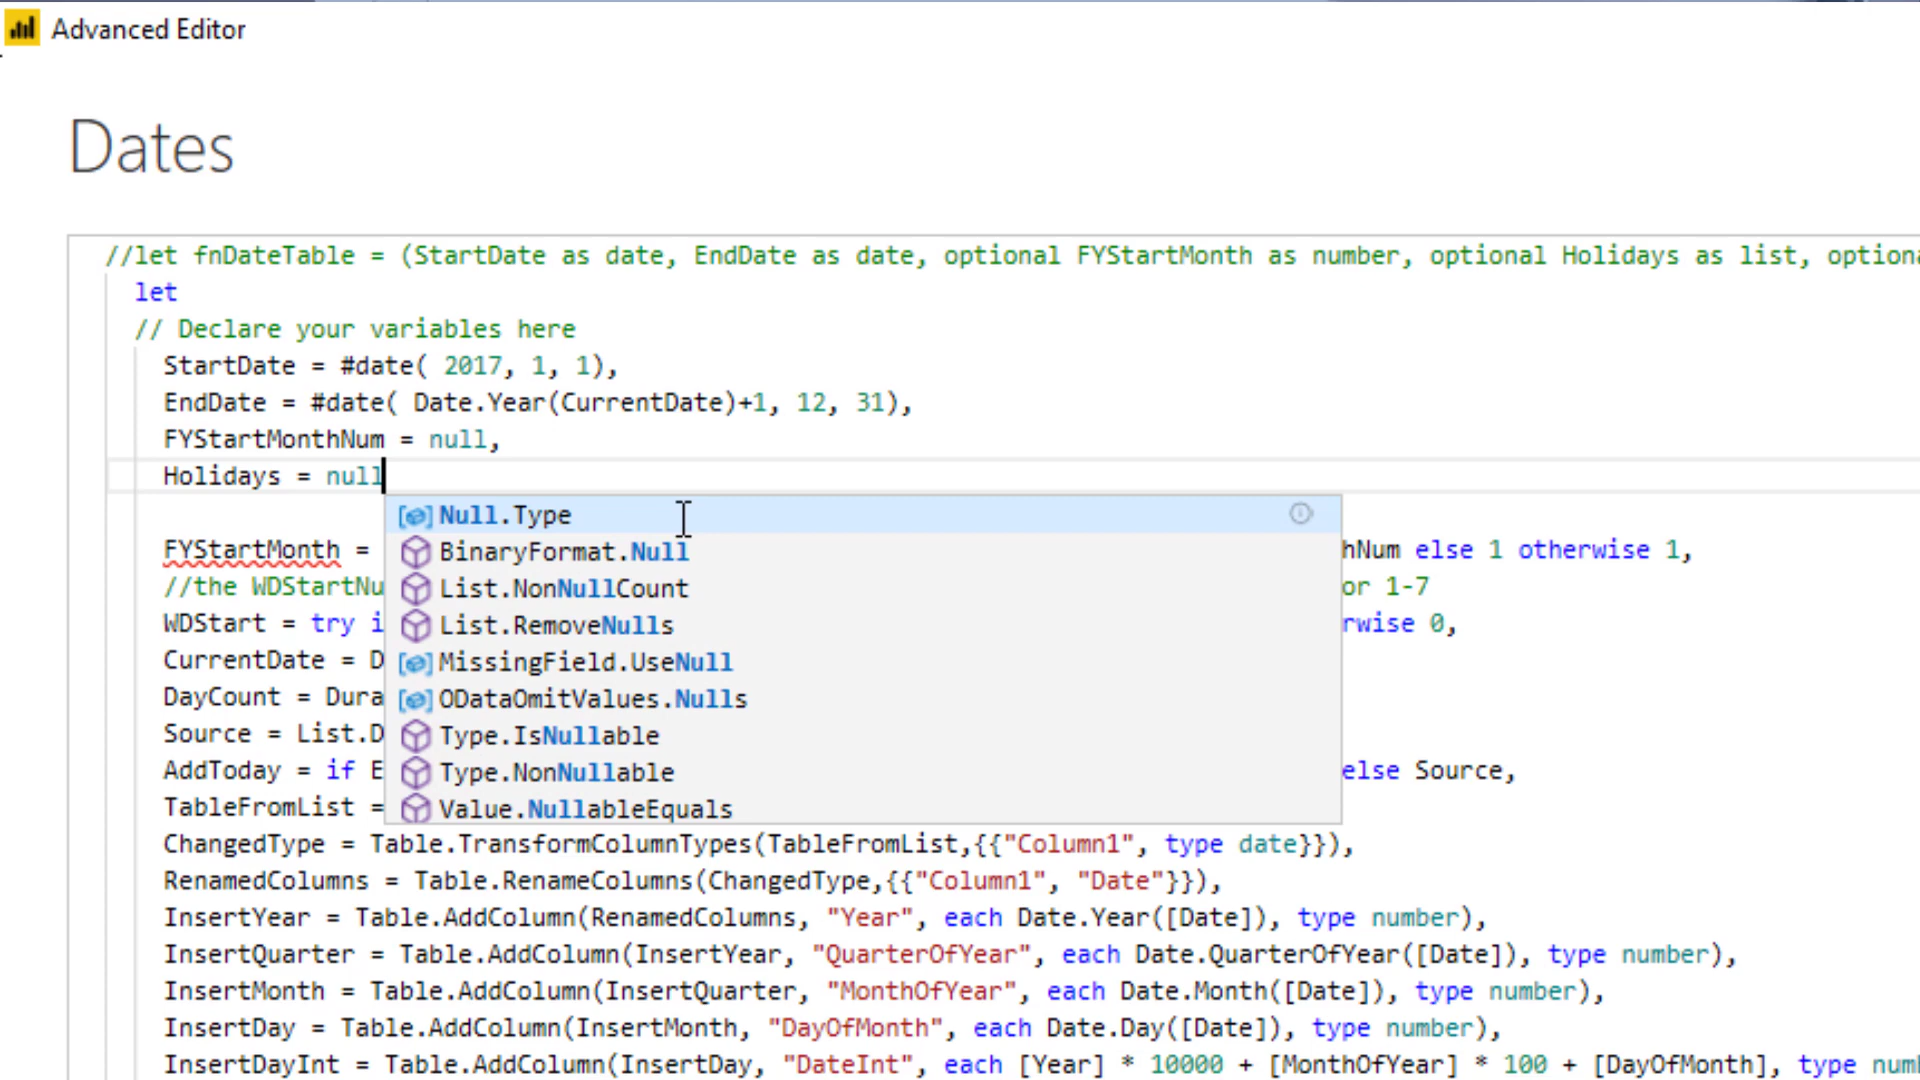 Advanced Editor
Dates
//let fnDateTable = (StartDate as date, EndDate as date, optional FYStartMonth as number, optional Holidays as list,
let
// Declare your variables here
StartDate = #date( 2017, 1, 1),
EndDate = #date( Date.Year(CurrentDate)+1, 12, 31),
FYStartMonthNum = null,
Holidays = null
Null.Type
BinaryFormat.Null
List.NonNullCount
List.RemoveNulls
MissingField.UseNull
ODataOmitValues.Nulls
Type.IsNullable
Type.NonNullable
Value.NullableEquals
FYStartMonth = hNum else 1 otherwise 1,
//the WDStartNu or 1-7
WDStart = try i rwise 0,
CurrentDate = D
DayCount = Dura
Source = List.D
AddToday = if E else Source,
TableFromList =
ChangedType = Table.TransformColumnTypes(TableFromList,{{"Column1", type date}}),
RenamedColumns = Table.RenameColumns(ChangedType,{{"Column1", "Date"}}),
InsertYear = Table.AddColumn(RenamedColumns, "Year", each Date.Year([Date]), type number),
InsertQuarter = Table.AddColumn(InsertYear, "QuarterOfYear", each Date.QuarterOfYear([Date]), type number),
InsertMonth = Table.AddColumn(InsertQuarter, "MonthOfYear", each Date.Month([Date]), type number),
InsertDay = Table.AddColumn(InsertMonth, "DayOfMonth", each Date.Day([Date]), type number),
InsertDayInt = Table.AddColumn(InsertDay, "DateInt", each [Year] * 10000 + [MonthOfYear] * 100 + [DayOfMonth], type